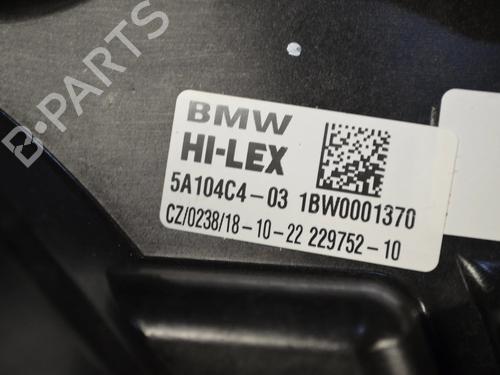 BMW
HI-LEX
5A104C4-03 1BW0001370
CZ/0238/18-10-22 229752-10
B-PARTS